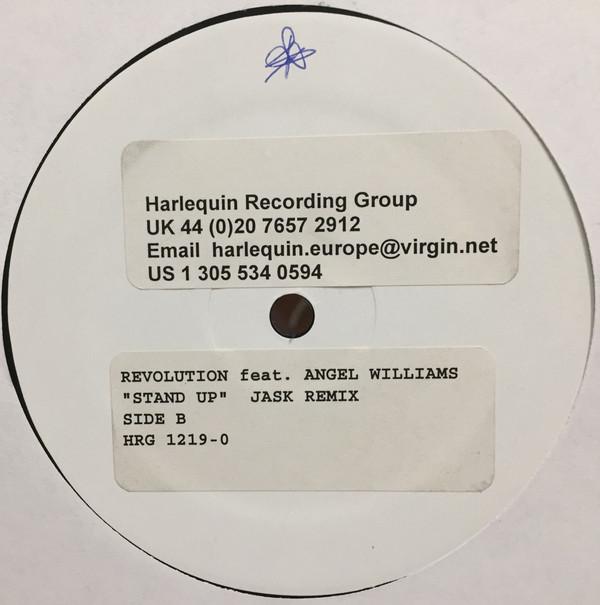 Harlequin Recording Group
UK 44 (0)20 7657 2912
Email harlequin.europe@virgin.net
US 1 305 534 0594
REVOLUTION feat. ANGEL WILLIAMS
"STAND UP" JASK REMIX
SIDE B
HRG 1219-0